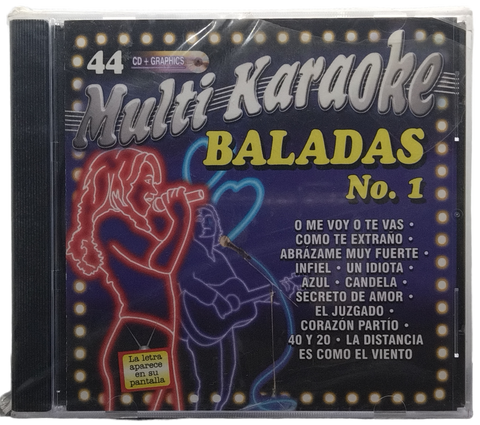 44
CD + GRAPHICS
Multi Karaoke
BALADAS
No. 1
O ME VOY O TE VAS •
COMO TE EXTRAÑO •
ABRÁZAME MUY FUERTE •
INFIEL • UN IDIOTA •
AZUL • CANDELA •
SECRETO DE AMOR •
EL JUZGADO •
CORAZÓN PARTÍO •
40 Y 20 • LA DISTANCIA
ES COMO EL VIENTO
La letra
aparece
en su
pantalla